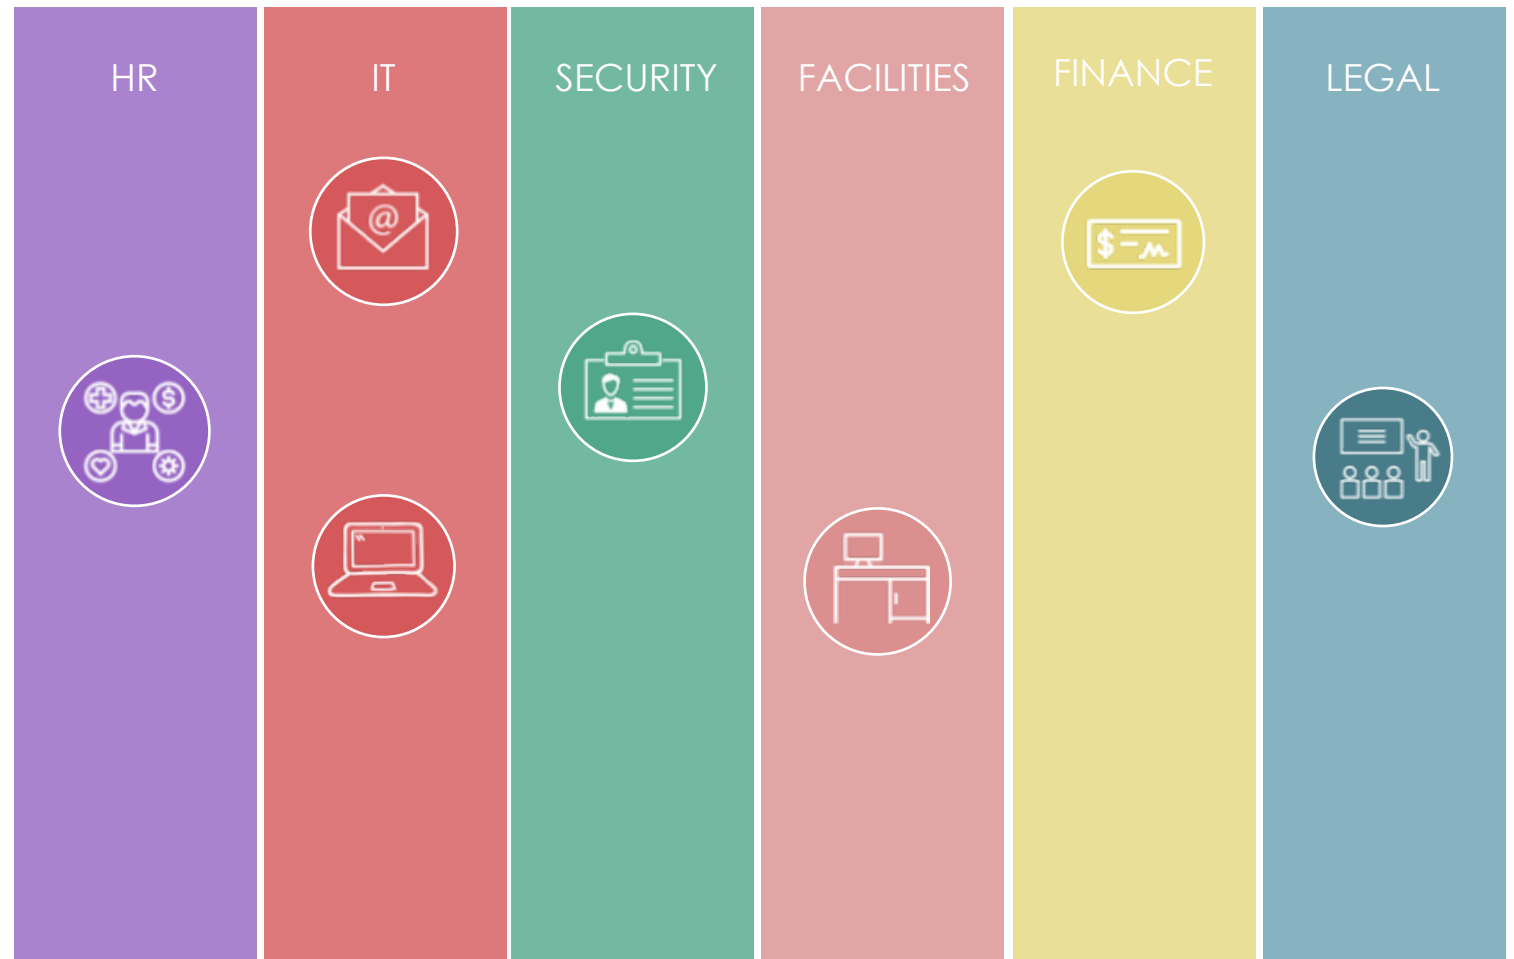 HR
IT
SECURITY
FACILITIES
FINANCE
LEGAL
@
$
$